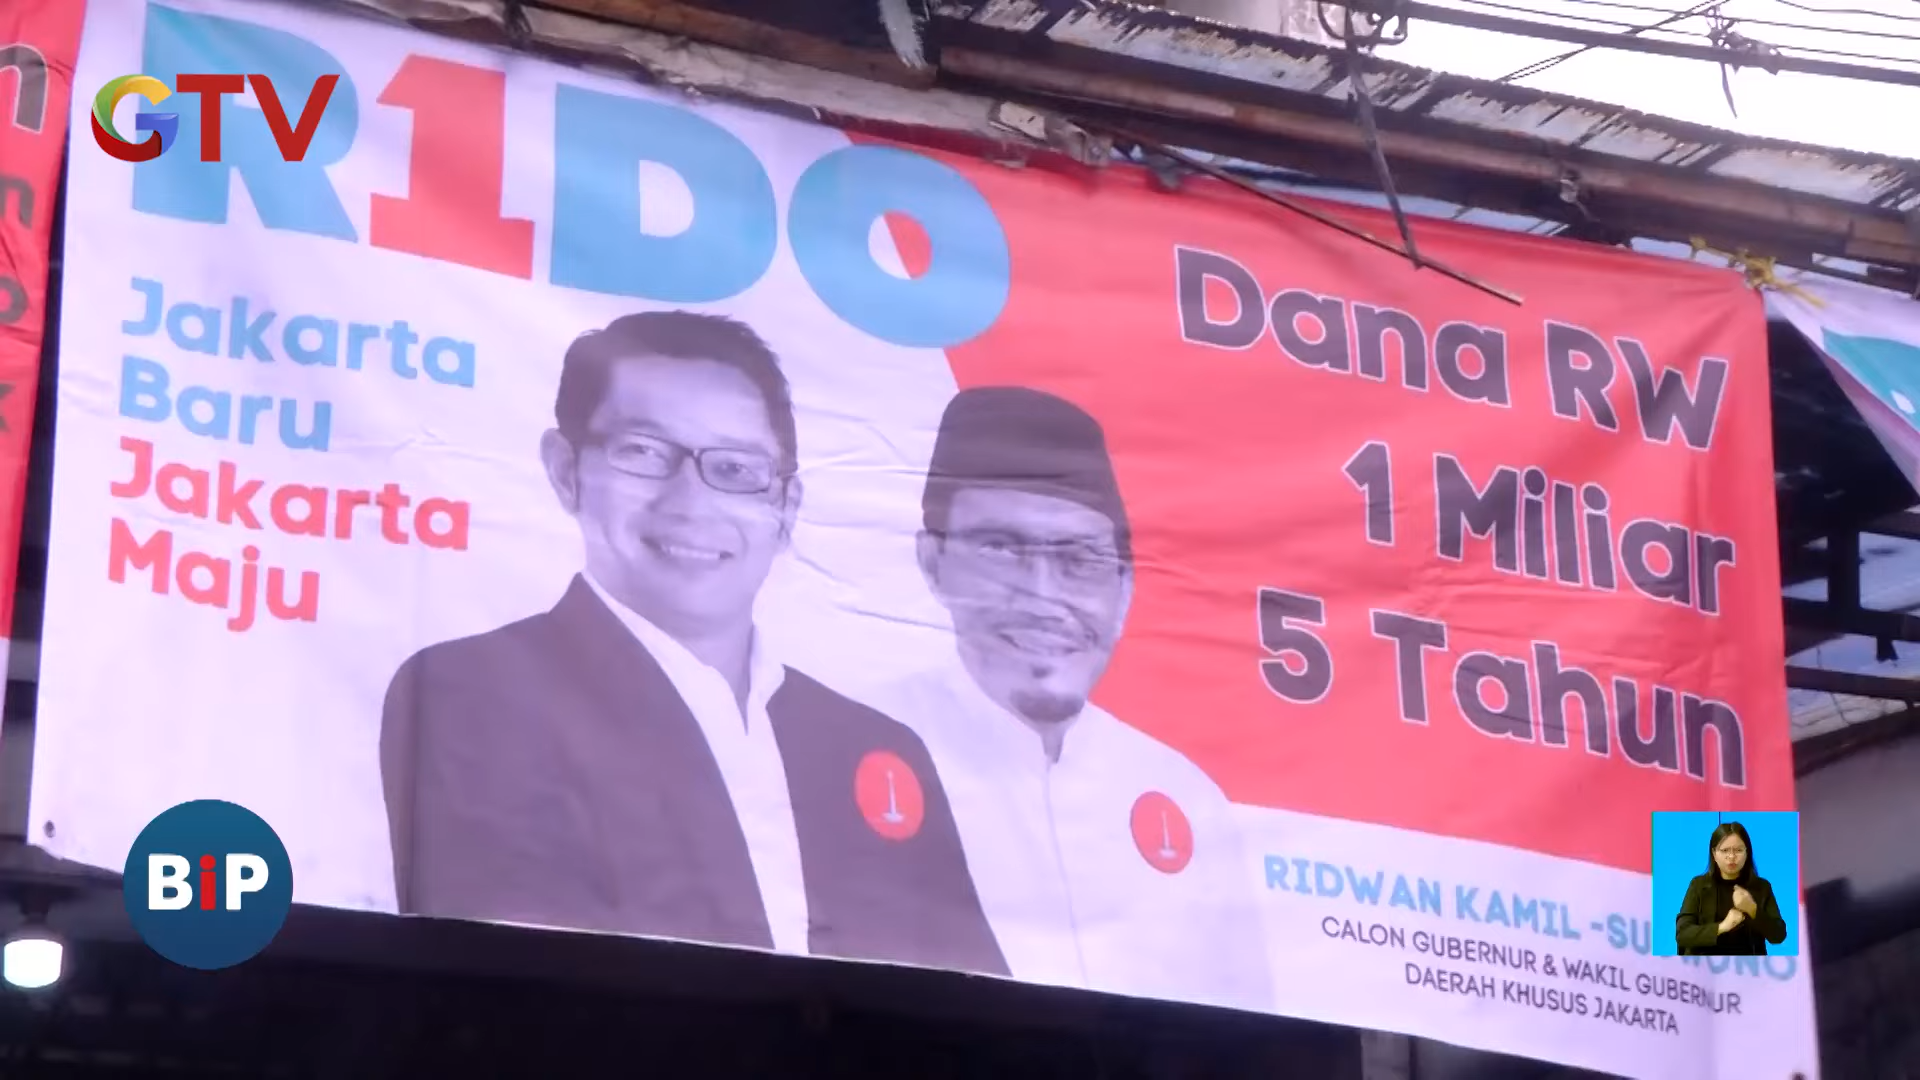 GTV
R1DO
Jakarta
Baru
Jakarta
Maju
Dana RW
1 Miliar
5 Tahun
RIDWAN KAMIL -SU
CALON GUBERNUR & WAKIL GUBERNUR
DAERAH KHUSUS JAKARTA
BiP